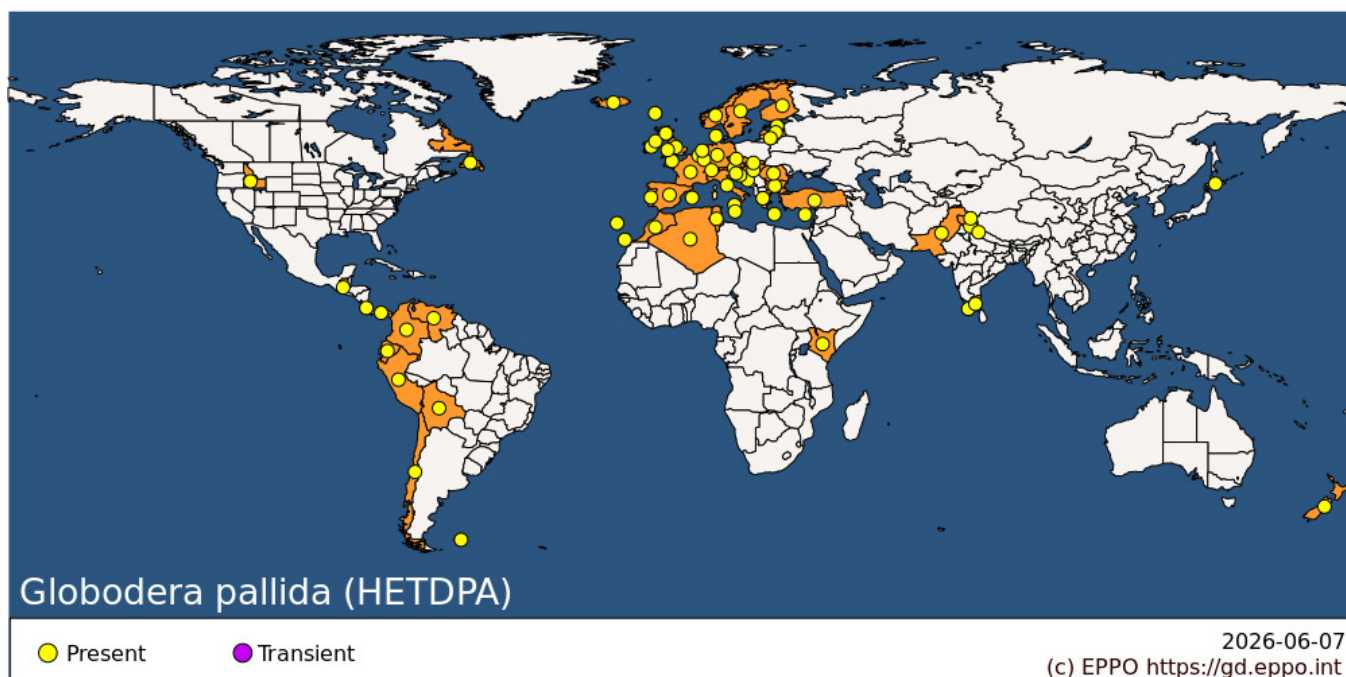 Globodera pallida (HETDPA)
Present
Transient
2026-06-07
(c) EPPO https://gd.eppo.int